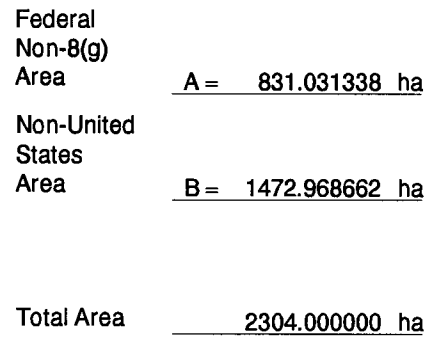 Federal
Non-8(g)
Area A = 831.031338 ha
Non-United
States
Area B = 1472.968662 ha
Total Area 2304.000000 ha